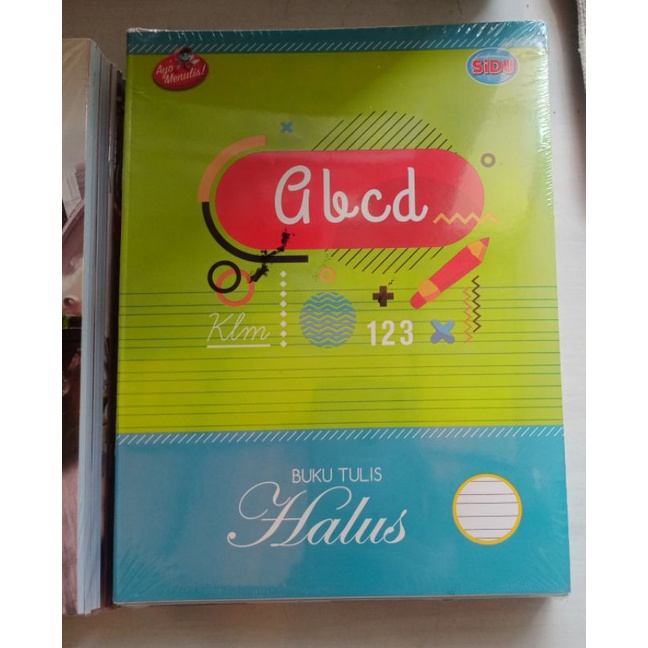 Ayo
Menulis!
SiDU
Abcd
Klm
123
BUKU TULIS
Halus